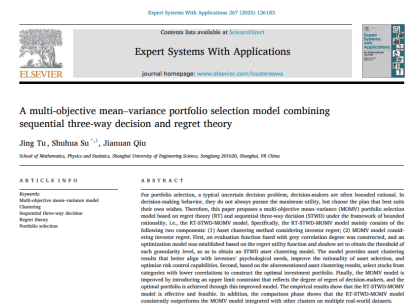 Expert Systems With Applications 267 (2025) 126183
Contents lists available at ScienceDirect
Expert Systems With Applications
journal homepage: www.elsevier.com/locate/eswa
ELSEVIER
Expert
Systems
With
Applications
A multi-objective mean–variance portfolio selection model combining
sequential three-way decision and regret theory
Jing Tu, Shuhua Su *,1, Jianuan Qiu
School of Mathematics, Physics and Statistics, Shanghai University of Engineering Science, Songjiang 201620, Shanghai, PR China
ARTICLE INFO
Keywords:
Multi-objective mean-variance
Clustering
Sequential three-way decision
Regret theory
Portfolio selection
ABSTRACT
For portfolio selection, a typical uncertain decision problem, decision-makers are often bounded rational. In
decision-making behavior, they do not always pursue the maximum utility, but choose the plan that best suits
their own wishes. Therefore, this paper proposes a multi-objective mean–variance (MOMV) portfolio selection
model based on regret theory (RT) and sequential three-way decision (STWD) under the framework of bounded
rationality, i.e., the RT-STWD-MOMV model. Specifically, the RT-STWD-MOMV model mainly consists of the
following two components: (1) Asset clustering method considering investor regret; (2) MOMV model consid-
ering investor regret. First, an evaluation function based with grey correlation degree was constructed, and an
optimization model was established based on the regret utility function and shadow set to obtain the threshold of
each granularity level, so as to obtain an STWD asset clustering model. The model provides asset clustering
results that better align with investors' psychological needs, improve the rationality of asset selection, and
optimize risk control capabilities. Second, based on the aforementioned asset clustering results, select stocks from
categories with lower correlations to construct the optimal investment portfolio. Finally, the MOMV model is
improved by introducing an upper limit constraint that reflects the degree of regret of decision-makers, and the
optimal portfolio is achieved through this improved model. The empirical results show that the RT-STWD-MOMV
model is effective and feasible. In addition, the comparison results show that the RT-STWD-MOMV model
consistently outperforms the MOMV model integrated with other clusters on multiple real-world datasets.